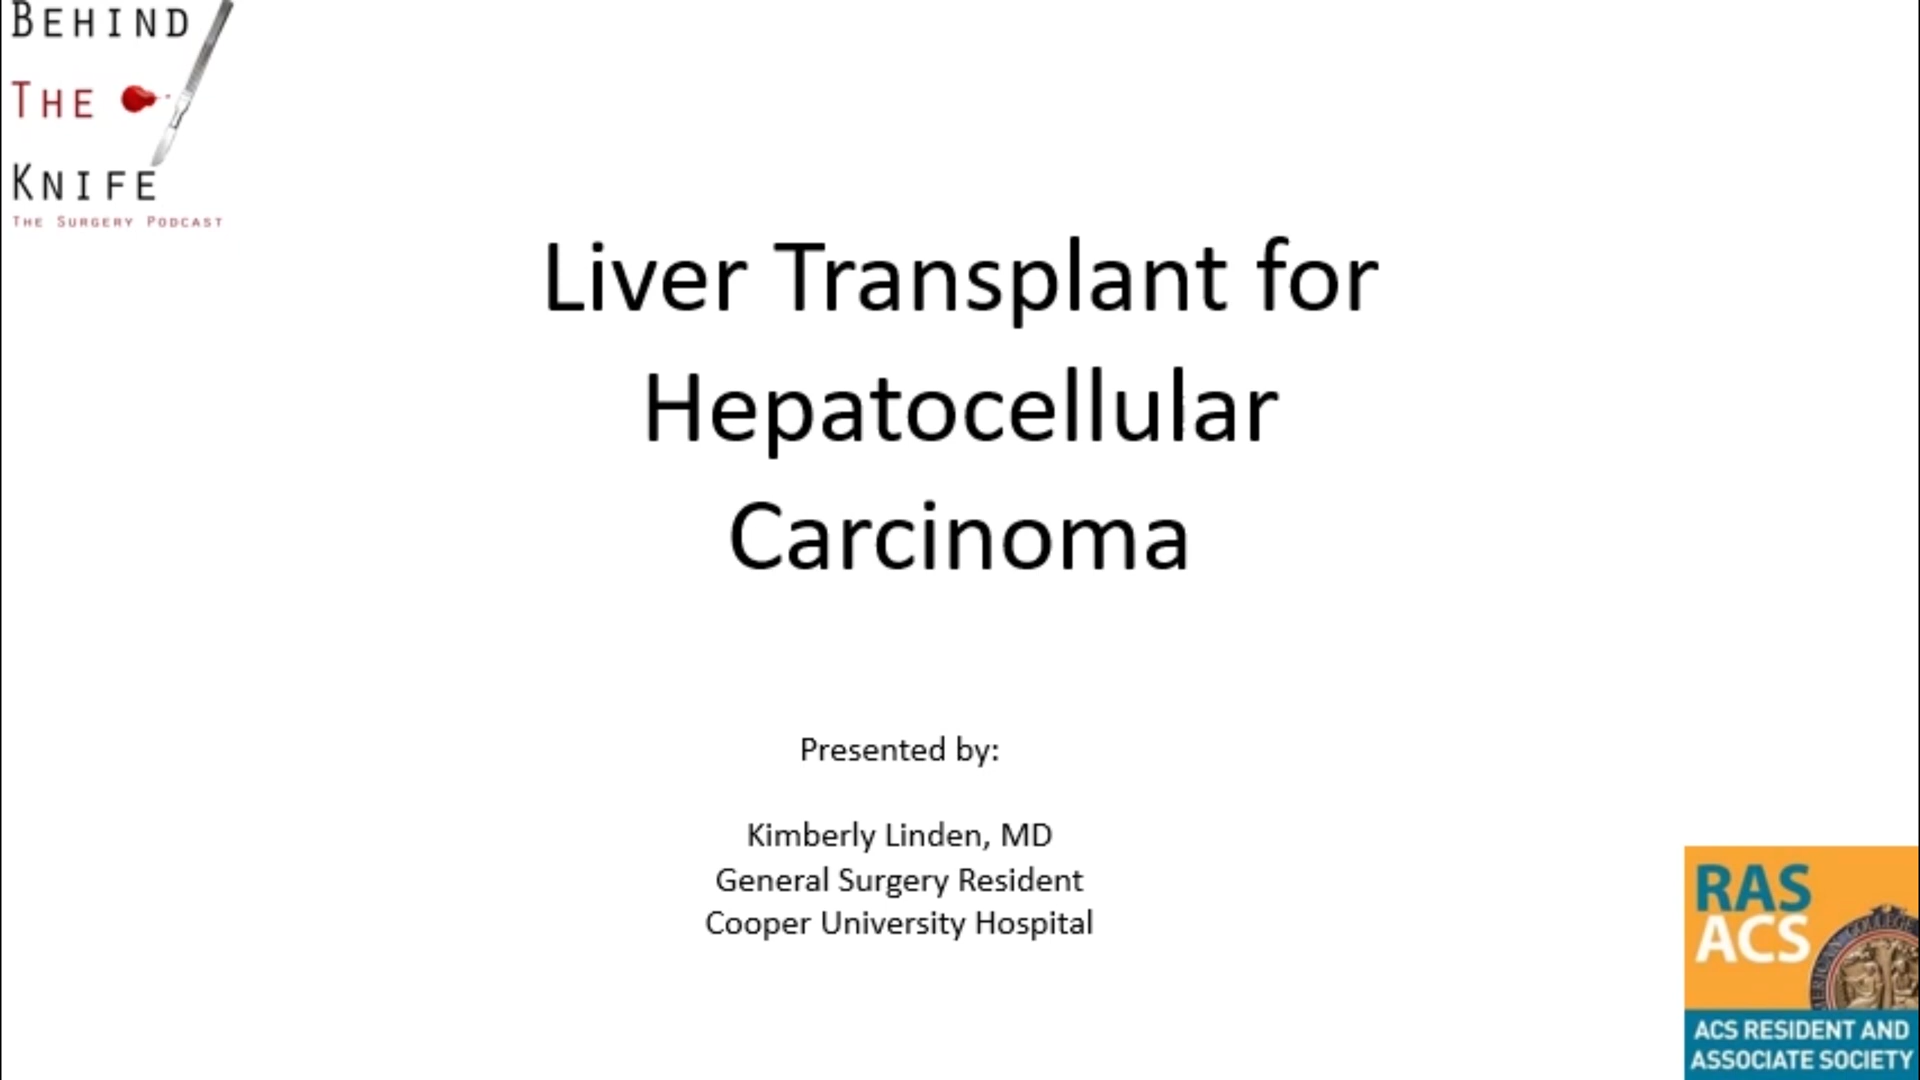 BEHIND
THE
KNIFE
THE SURGERY PODCAST
Liver Transplant for
Hepatocellular
Carcinoma
Presented by:
Kimberly Linden, MD
General Surgery Resident
Cooper University Hospital
RAS
ACS
ACS RESIDENT AND
ASSOCIATE SOCIETY